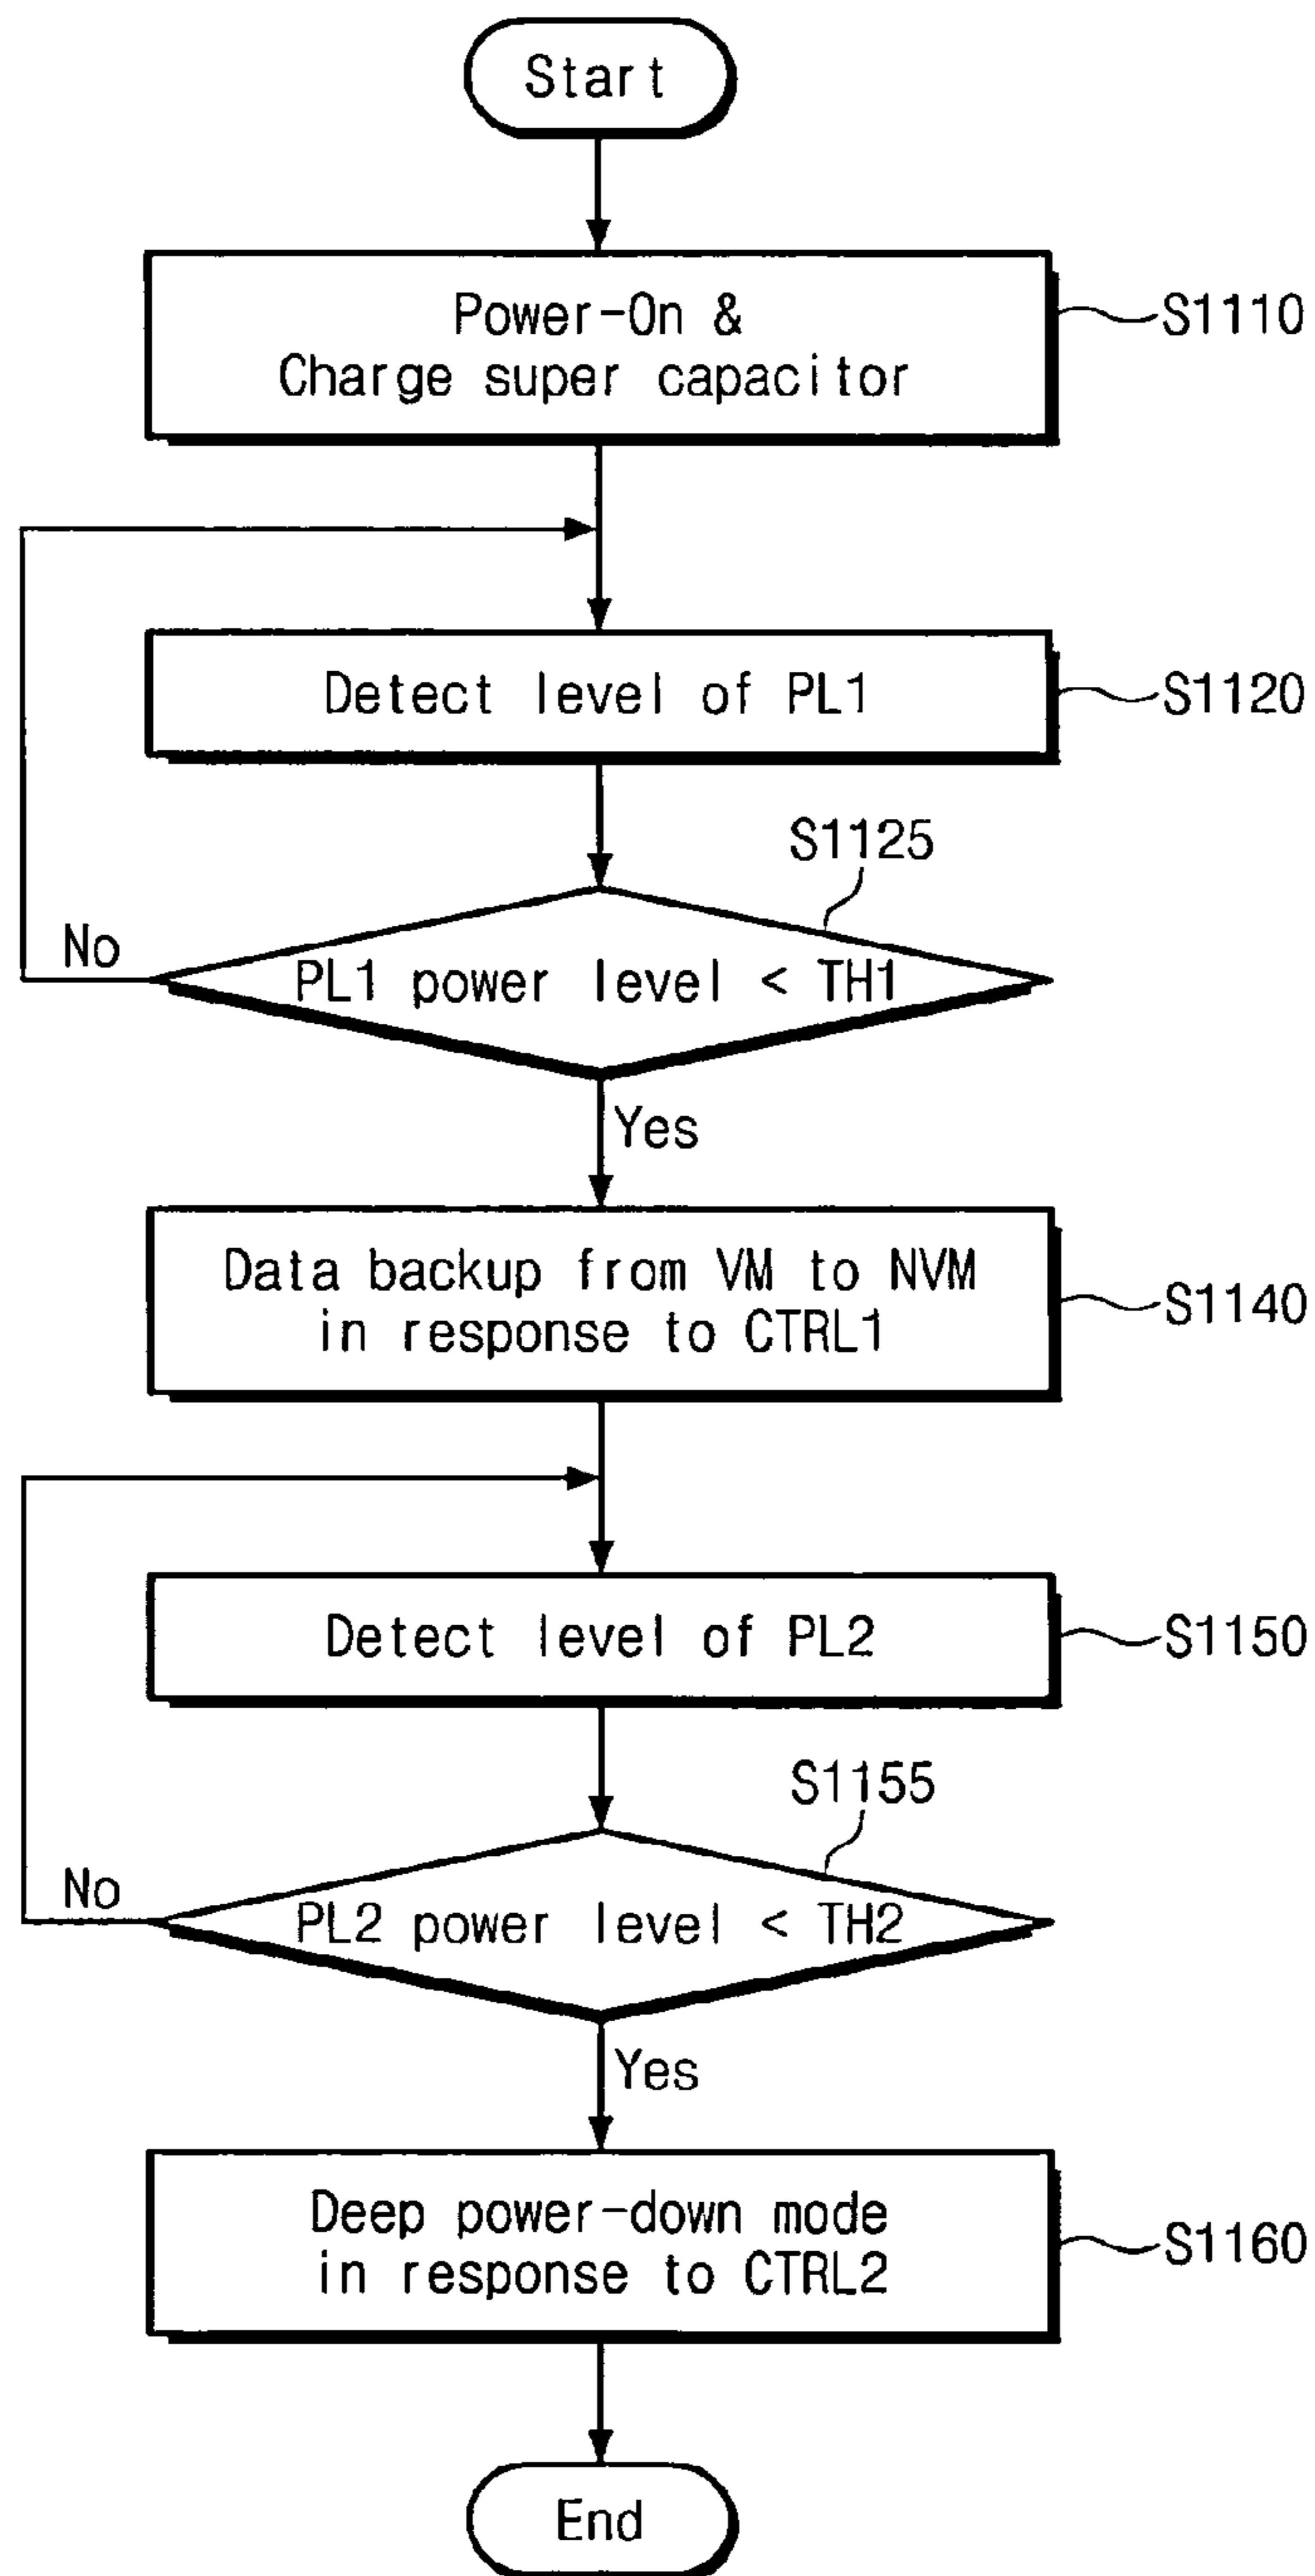 Start
Power-On &
Charge super capacitor
S1110
Detect level of PL1
S1120
S1125
No
PL1 power level < TH1
Yes
Data backup from VM to NVM
in response to CTRL1
S1140
Detect level of PL2
S1150
S1155
No
PL2 power level < TH2
Yes
Deep power-down mode
in response to CTRL2
S1160
End